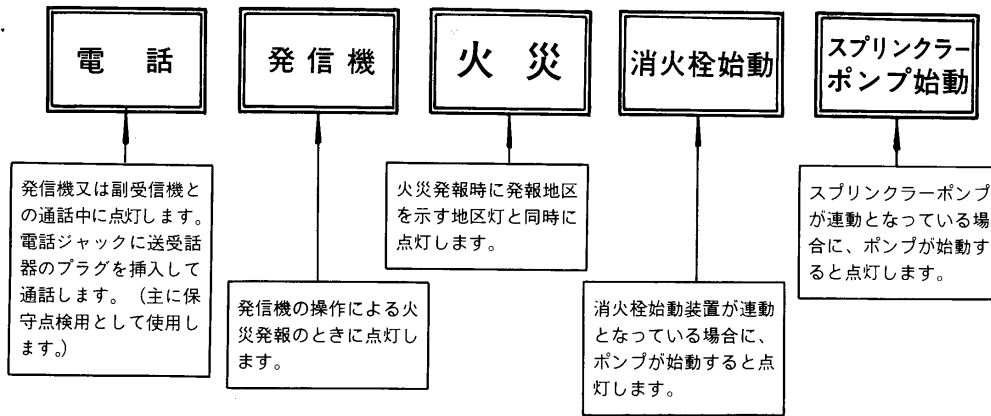 電話
発信機
火災
消火栓始動
スプリンクラー
ポンプ始動
発信機又は副受信機と
の通話中に点灯します。
電話ジャックに送受話
器のプラグを挿入して
通話します。（主に保
守点検用として使用し
ます。）
発信機の操作による火
災発報のときに点灯し
ます。
火災発報時に発報地区
を示す地区灯と同時に
点灯します。
消火栓始動装置が連動
となっている場合に、
ポンプが始動すると点
灯します。
スプリンクラーポンプ
が連動となっている場
合に、ポンプが始動す
ると点灯します。